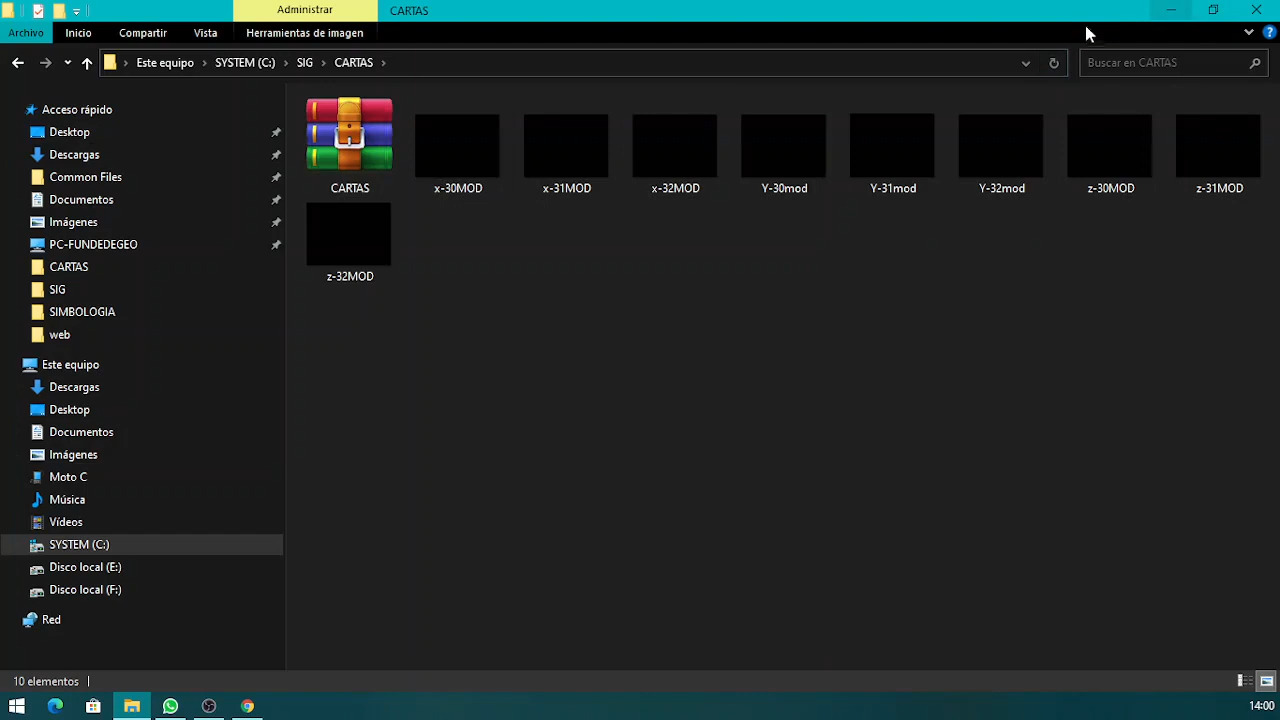 Administrar
CARTAS
Archivo
Inicio
Compartir
Vista
Herramientas de imagen
Este equipo
SYSTEM (C:)
SIG
CARTAS
Buscar en CARTAS
Acceso rápido
Desktop
Descargas
Common Files
Documentos
Imágenes
PC-FUNDEDEGEO
CARTAS
SIG
SIMBOLOGIA
web
Este equipo
Descargas
Desktop
Documentos
Imágenes
Moto C
Música
Vídeos
SYSTEM (C:)
Disco local (E:)
Disco local (F:)
Red
CARTAS
x-30MOD
x-31MOD
x-32MOD
Y-30mod
Y-31mod
Y-32mod
z-30MOD
z-31MOD
z-32MOD
10 elementos
14:00